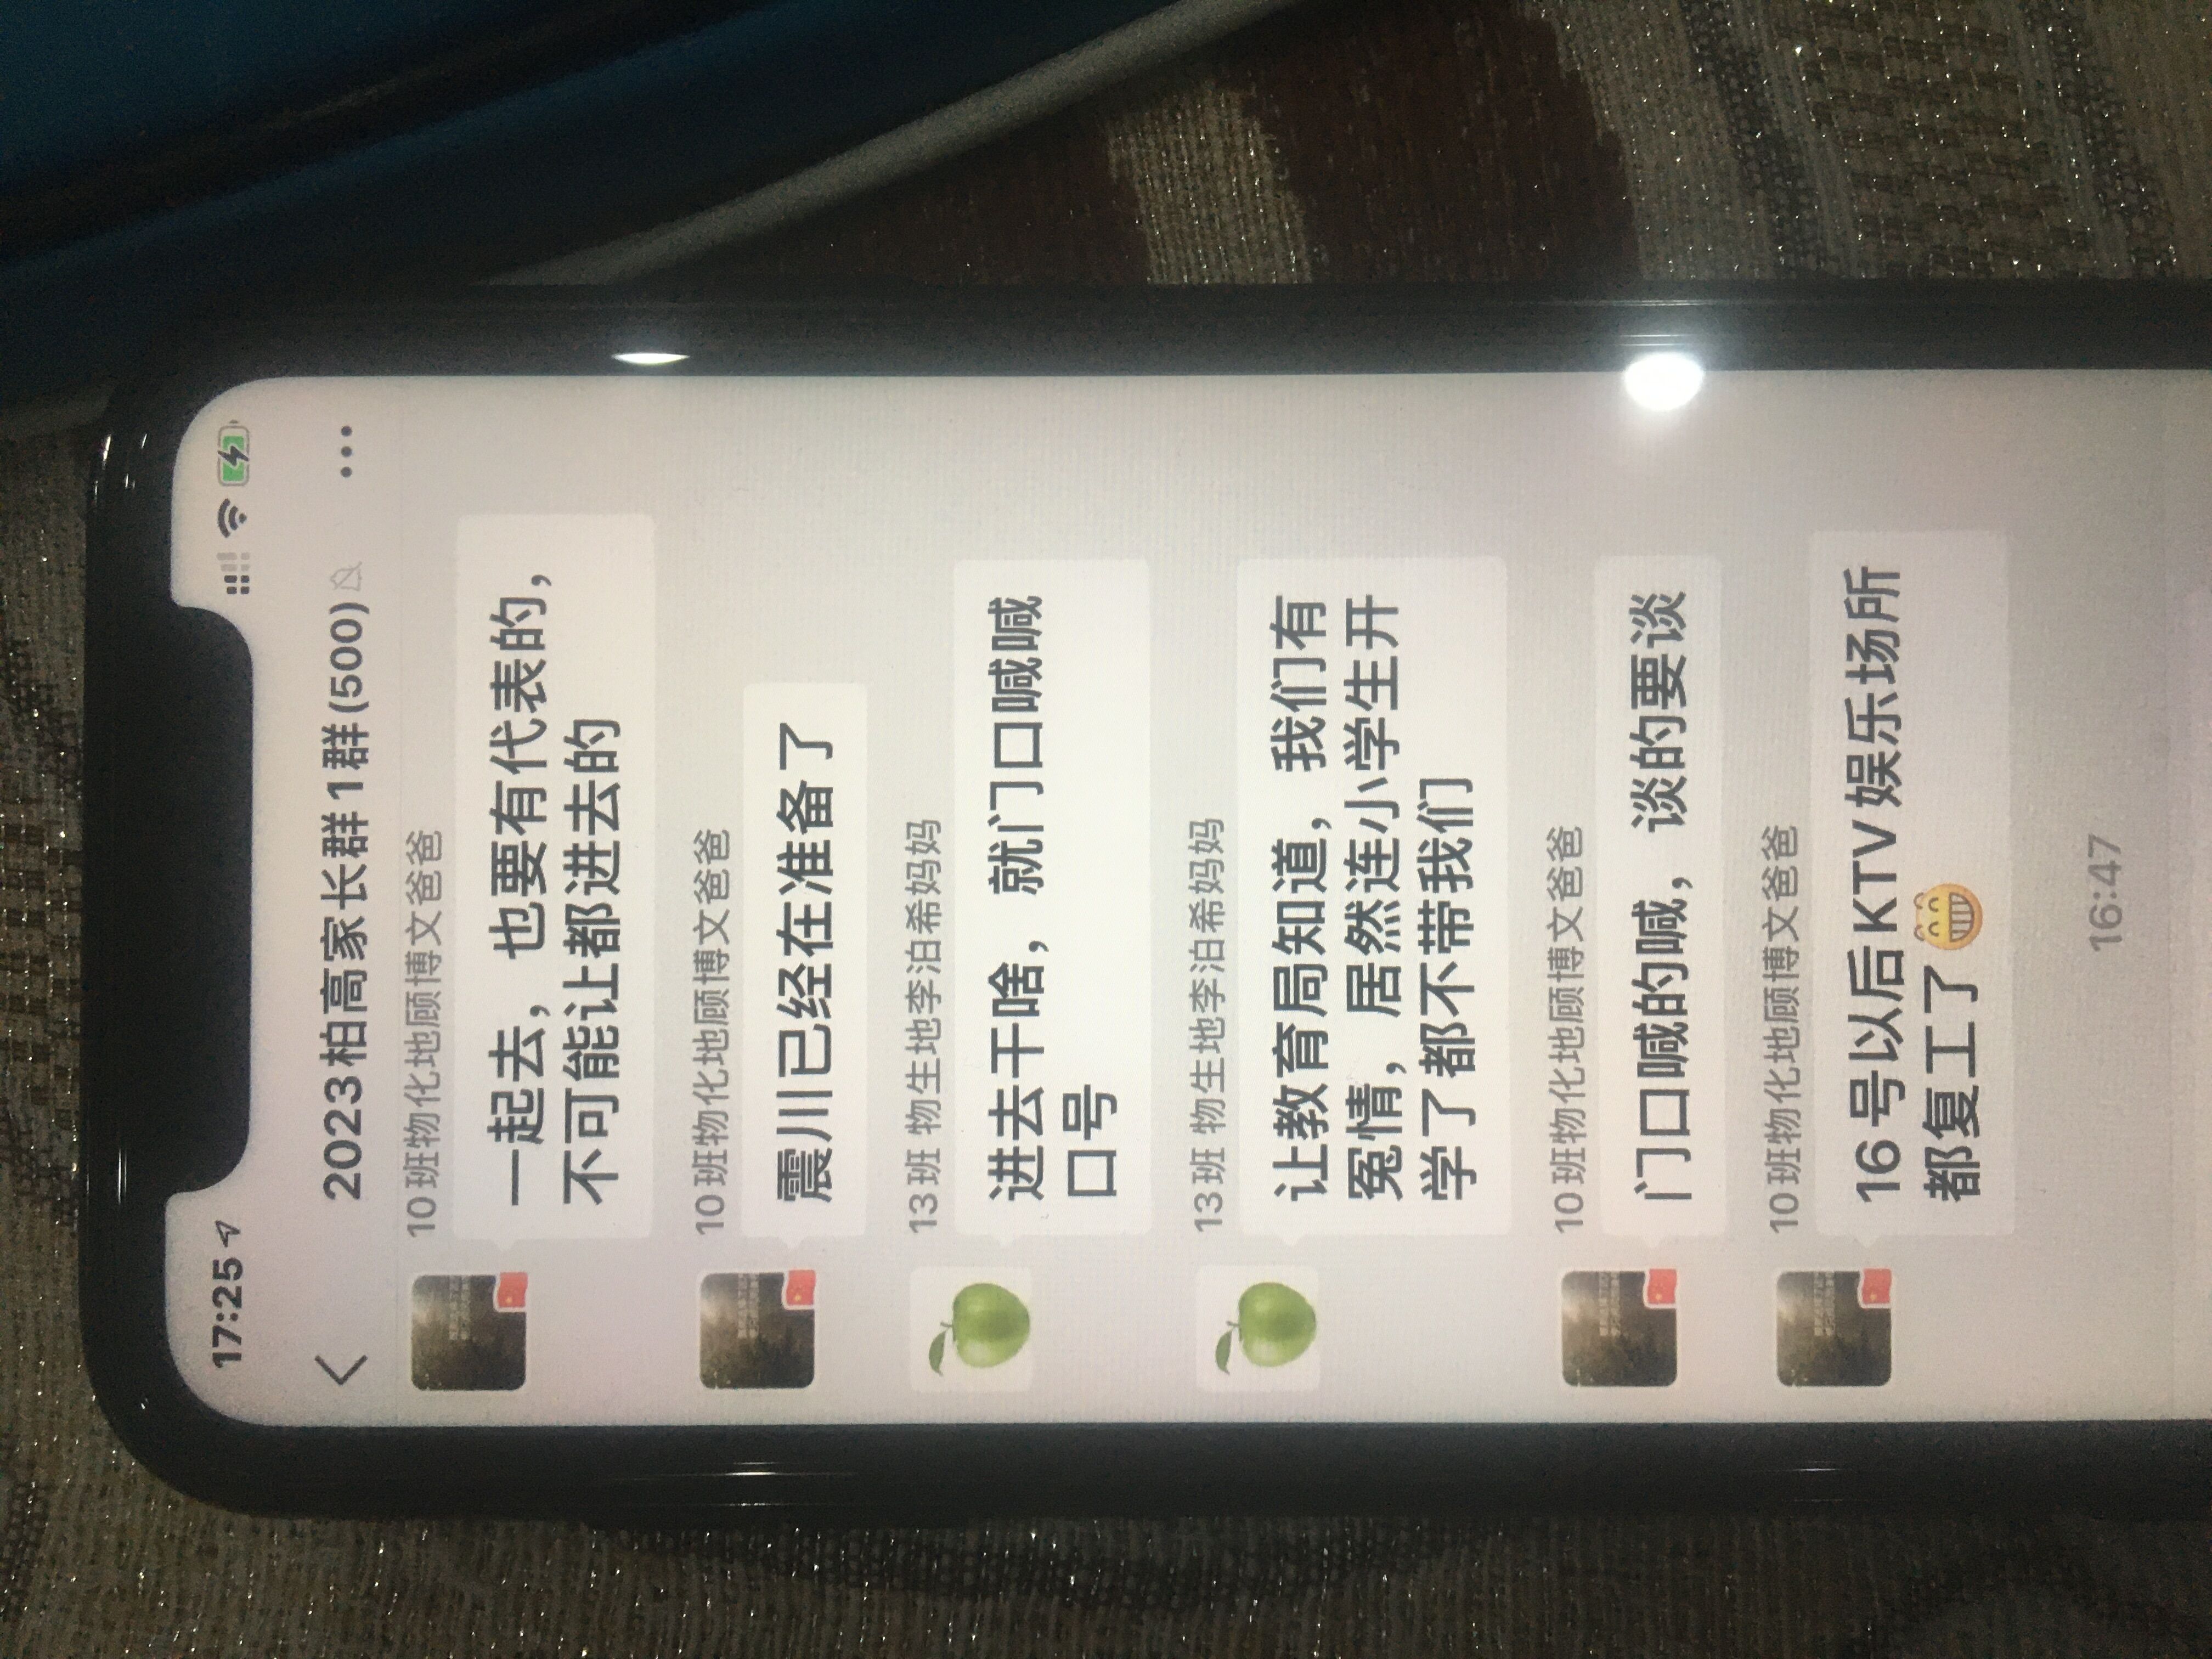 17:25
2023柏高家长群1群(500)
10班物化地顾博文爸爸
一起去，也要有代表的，
不可能让都进去的
10班物化地顾博文爸爸
震川已经在准备了
13班 物生地李泊希妈妈
进去干啥，就门口喊喊
口号
13班 物生地李泊希妈妈
让教育局知道，我们有
冤情，居然连小学生开
学了都不带我们
10班物化地顾博文爸爸
门口喊的喊，谈的要谈
10班物化地顾博文爸爸
16号以后KTV娱乐场所
都复工了😁
16:47